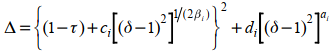 Δ = {(1−τ) + c_i[(δ−1)^2]^{1/(2β_i)}}^2 + d_i[(δ−1)^2]^{a_i}